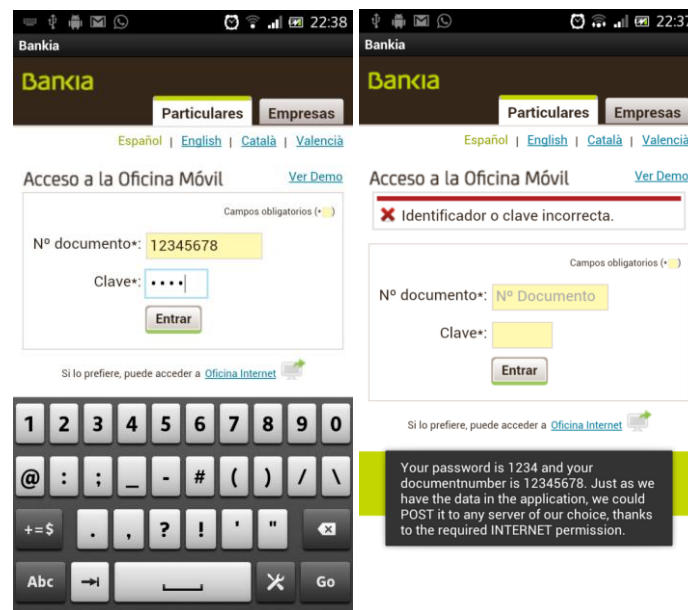 22:38
Bankia
Bankia
Particulares Empresas
Español | English | Català | Valencià
Acceso a la Oficina Móvil Ver Demo
Campos obligatorios (• )
Nº documento*: 12345678
Clave*: ••••
Entrar
Si lo prefiere, puede acceder a Oficina Internet
1 2 3 4 5 6 7 8 9 0
@ : ; _ - # ( ) / \
+=$ . , ? ! ' "
Abc Go
22:37
Bankia
Bankia
Particulares Empresas
Español | English | Català | Valencià
Acceso a la Oficina Móvil Ver Demo
Identificador o clave incorrecta.
Campos obligatorios (• )
Nº documento*: Nº Documento
Clave*:
Entrar
Si lo prefiere, puede acceder a Oficina Internet
Your password is 1234 and your
documentnumber is 12345678. Just as we
have the data in the application, we could
POST it to any server of our choice, thanks
to the required INTERNET permission.